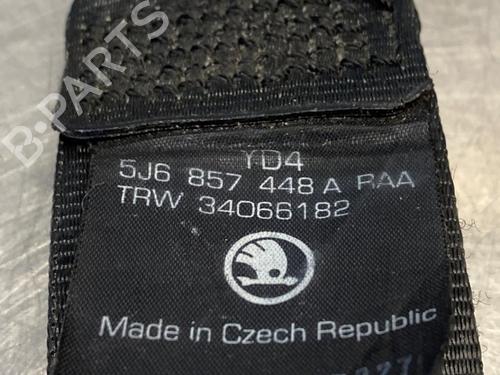 B-PARTS
YD4
5J6 857 448 A RAA
TRW 34066182
Made in Czech Republic